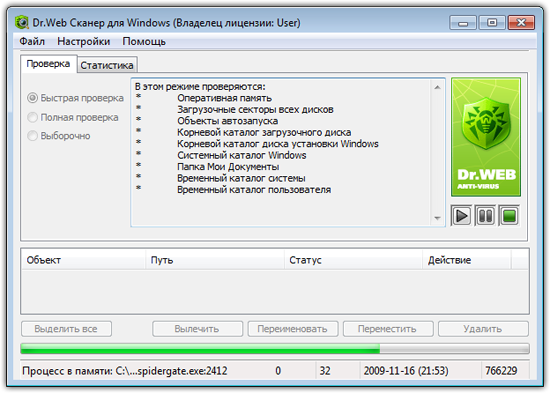 Dr.Web Сканер для Windows (Владелец лицензии: User)
Файл Настройки Помощь
Проверка Статистика
Быстрая проверка
Полная проверка
Выборочно
В этом режиме проверяются:
* Оперативная память
* Загрузочные секторы всех дисков
* Объекты автозапуска
* Корневой каталог загрузочного диска
* Корневой каталог диска установки Windows
* Системный каталог Windows
* Папка Мои Документы
* Временный каталог системы
* Временный каталог пользователя
Dr.WEB
ANTI-VIRUS
Объект Путь Статус Действие
Выделить все Вылечить Переименовать Переместить Удалить
Процесс в памяти: C:\...spidergate.exe:2412 0 32 2009-11-16 (21:53) 766229